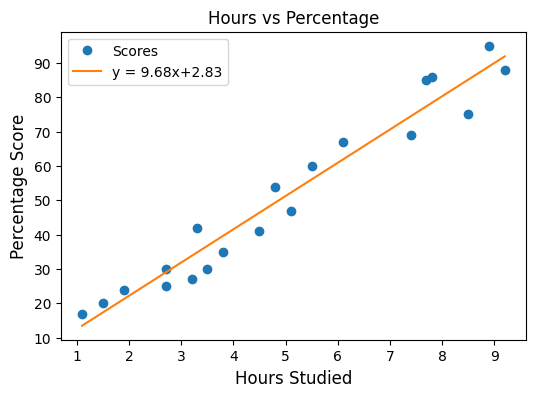 Hours vs Percentage
Scores
y = 9.68x+2.83
Percentage Score
90
80
70
60
50
40
30
20
10
1 2 3 4 5 6 7 8 9
Hours Studied